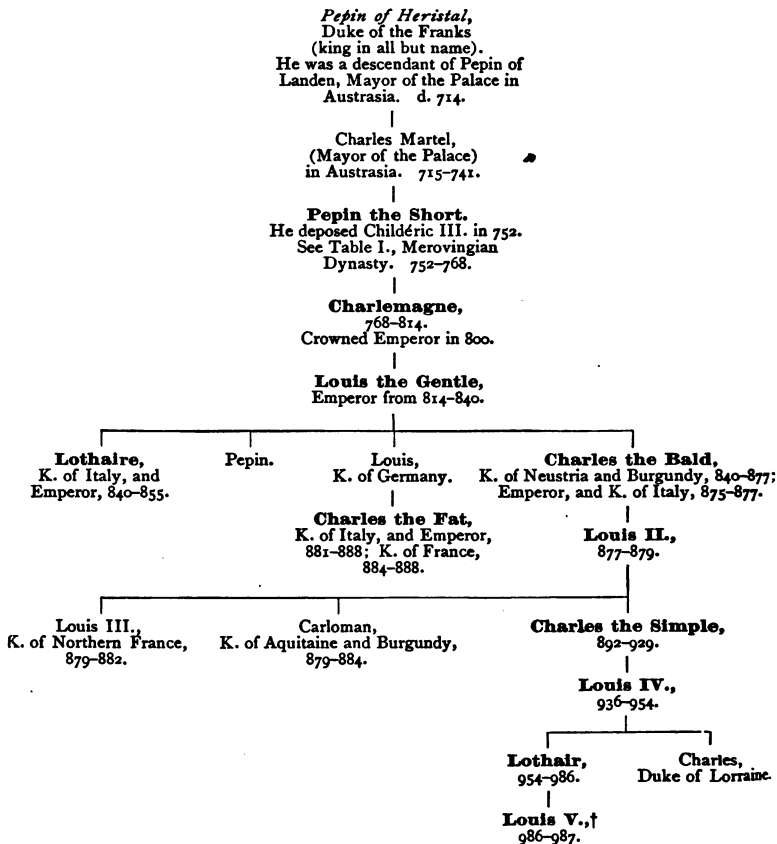 Pepin of Heristal,
Duke of the Franks
(king in all but name).
He was a descendant of Pepin of
Landen, Mayor of the Palace in
Austrasia. d. 714.
Charles Martel,
(Mayor of the Palace)
in Austrasia. 715–741.
Pepin the Short.
He deposed Childéric III. in 752.
See Table I., Merovingian
Dynasty. 752–768.
Charlemagne,
768–814.
Crowned Emperor in 800.
Louis the Gentle,
Emperor from 814–840.
Lothaire,
K. of Italy, and
Emperor, 840–855.
Pepin.
Louis,
K. of Germany.
Charles the Bald,
K. of Neustria and Burgundy, 840–877;
Emperor, and K. of Italy, 875–877.
Charles the Fat,
K. of Italy, and Emperor,
881–888; K. of France,
884–888.
Louis II.,
877–879.
Louis III.,
K. of Northern France,
879–882.
Carloman,
K. of Aquitaine and Burgundy,
879–884.
Charles the Simple,
892–929.
Louis IV.,
936–954.
Lothair,
954–986.
Charles,
Duke of Lorraine.
Louis V.,†
986–987.